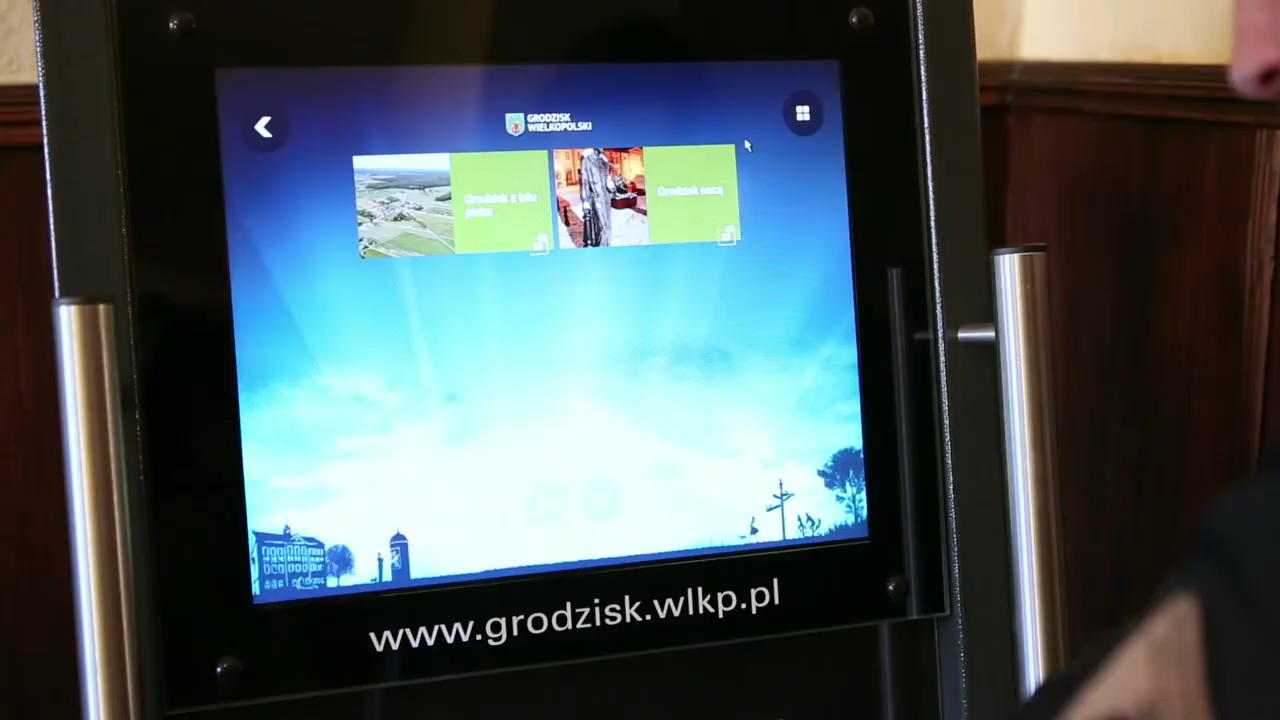 GRODZISK
WIELKOPOLSKI
Grodzisk z lotu
ptaka
Grodzisk nocą
www.grodzisk.wlkp.pl